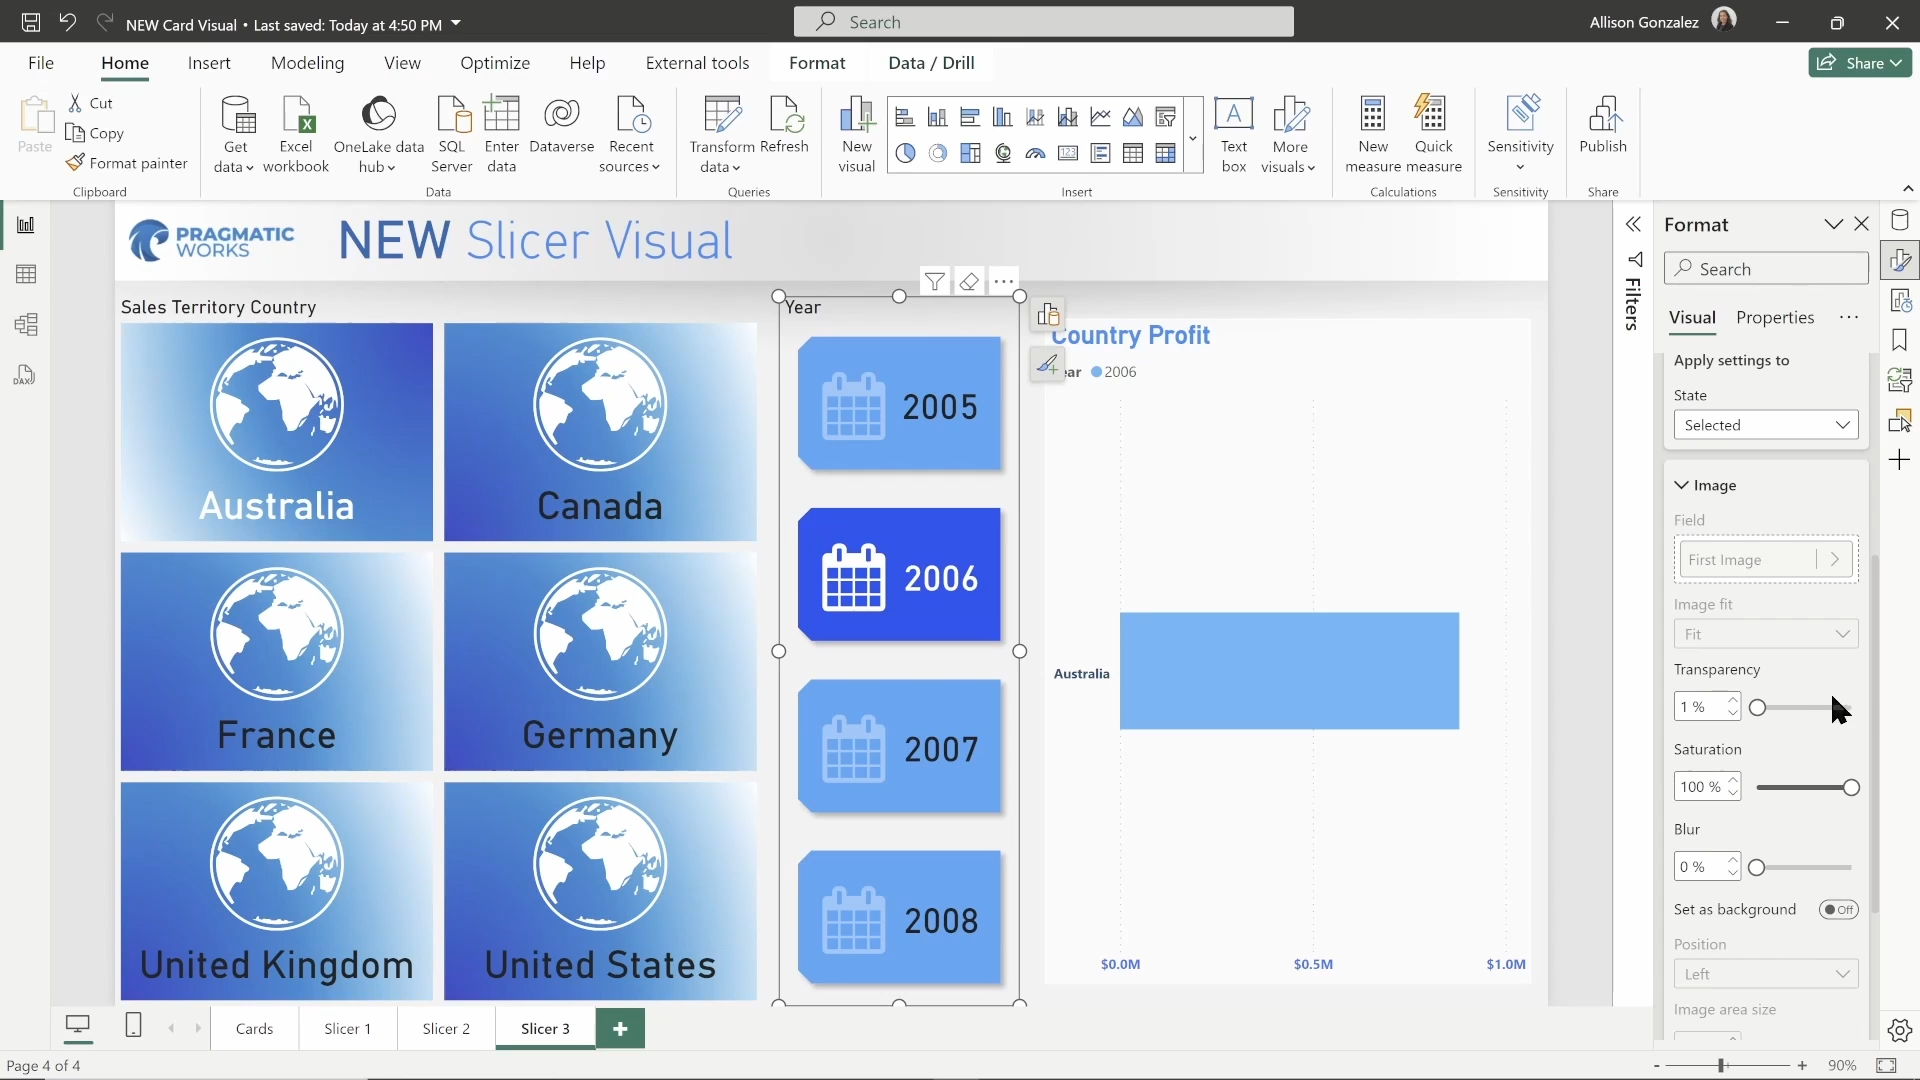 NEW Card Visual • Last saved: Today at 4:50 PM
Search
Allison Gonzalez
File
Home
Insert
Modeling
View
Optimize
Help
External tools
Format
Data / Drill
Share
Paste
Cut
Copy
Format painter
Clipboard
Get
data
Excel
workbook
OneLake data
hub
SQL
Server
Enter
data
Dataverse
Recent
sources
Data
Transform
data
Refresh
Queries
New
visual
Text
box
More
visuals
Insert
New
measure
Quick
measure
Calculations
Sensitivity
Sensitivity
Publish
Share
PRAGMATIC
WORKS
NEW Slicer Visual
Sales Territory Country
Australia
Canada
France
Germany
United Kingdom
United States
Year
2005
2006
2007
2008
Country Profit
ear
2006
Australia
$0.0M
$0.5M
$1.0M
Filters
Format
Search
Visual
Properties
Apply settings to
State
Selected
Image
Field
First Image
Image fit
Fit
Transparency
1 %
Saturation
100 %
Blur
0 %
Set as background
Off
Position
Left
Image area size
DAX
Cards
Slicer 1
Slicer 2
Slicer 3
Page 4 of 4
- + 90%